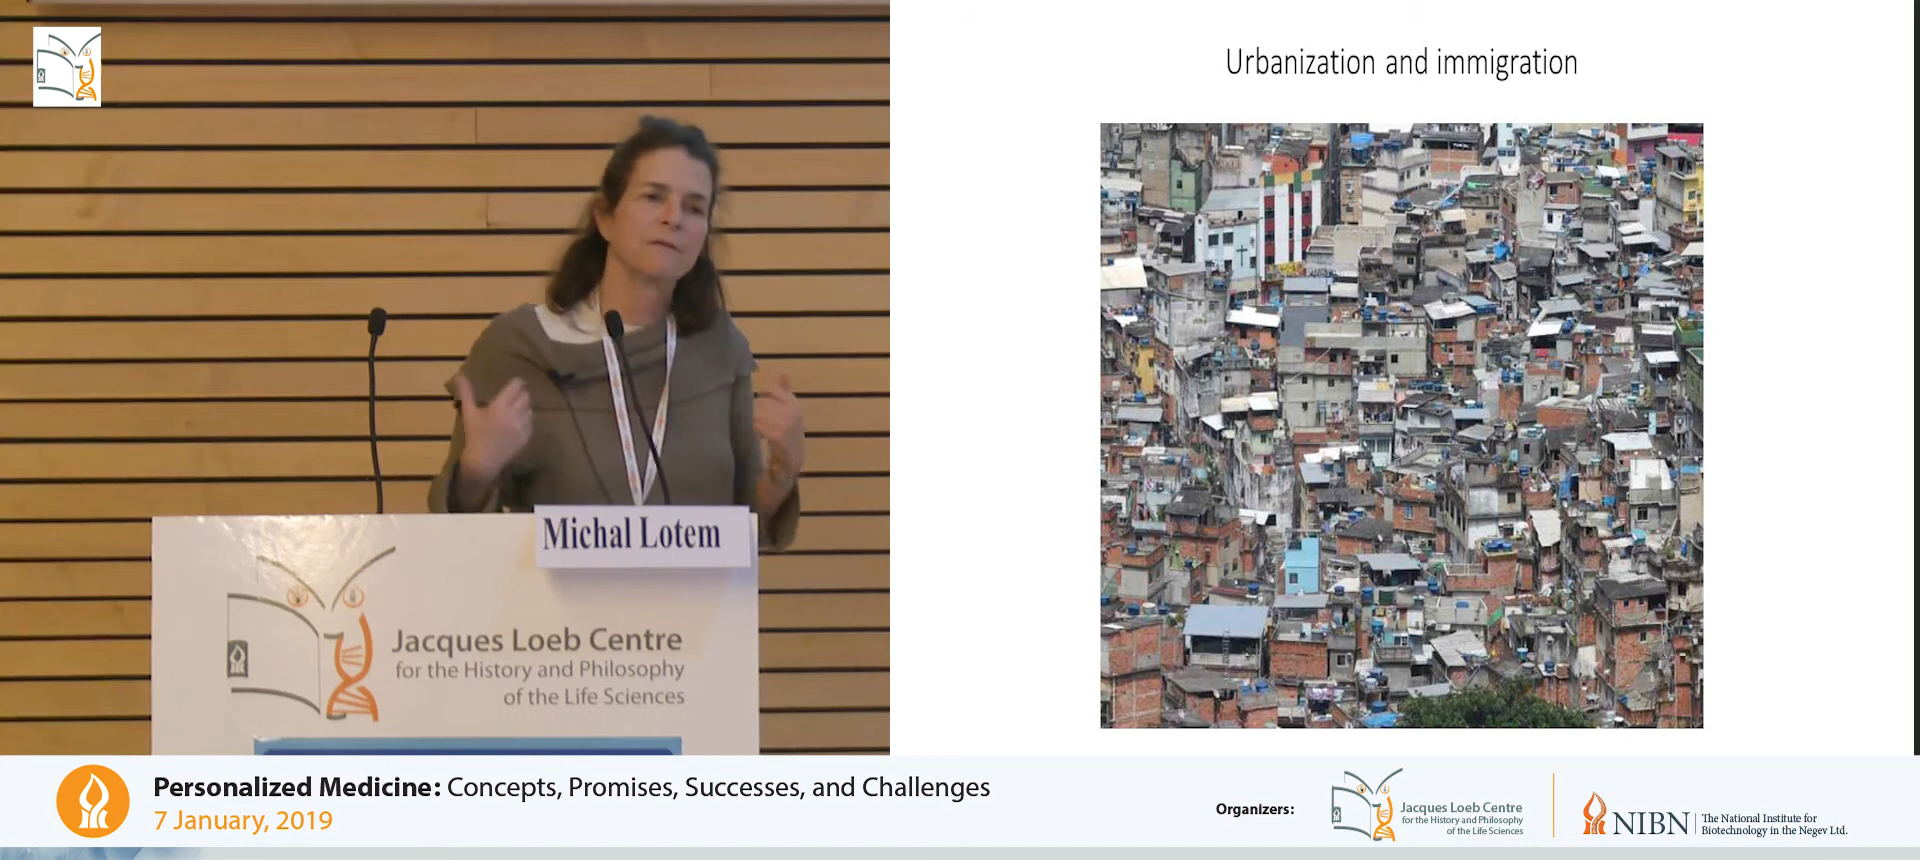 Urbanization and immigration
Michal Lotem
Jacques Loeb Centre
for the History and Philosophy
of the Life Sciences
Personalized Medicine: Concepts, Promises, Successes, and Challenges
7 January, 2019
Organizers:
Jacques Loeb Centre
for the History and Philosophy
of the Life Sciences
NIBN
The National Institute for
Biotechnology in the Negev Ltd.